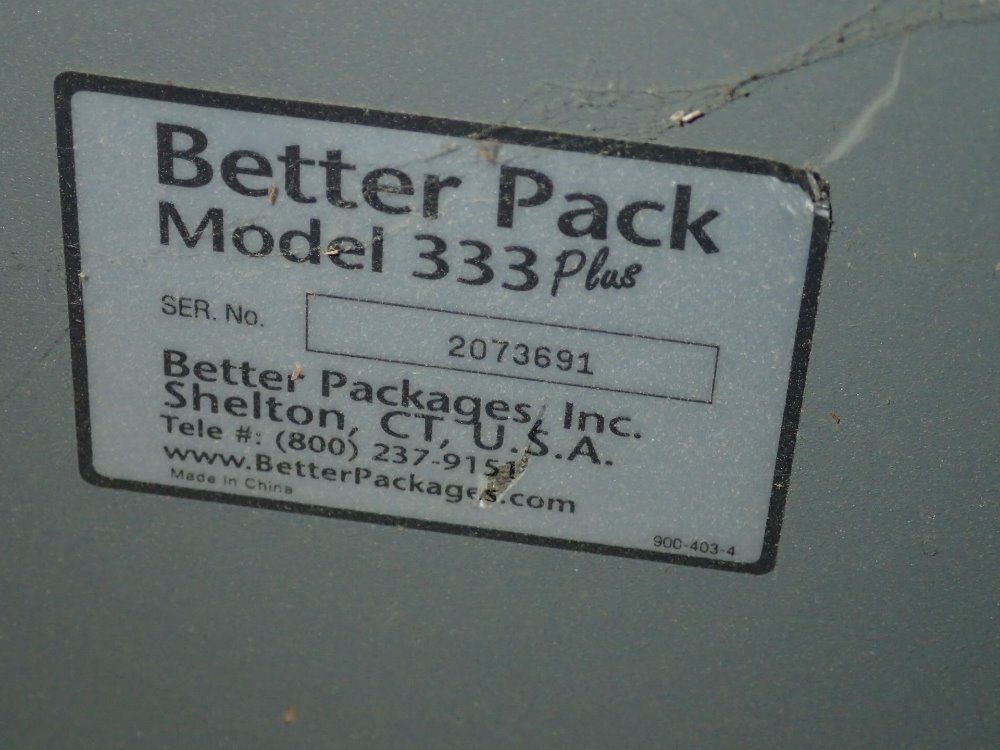 Better Pack
Model 333 Plus
SER. No. 2073691
Better Packages, Inc.
Shelton, CT, U.S.A.
Tele #: (800) 237-9151
www.BetterPackages.com
Made in China
900-403-4